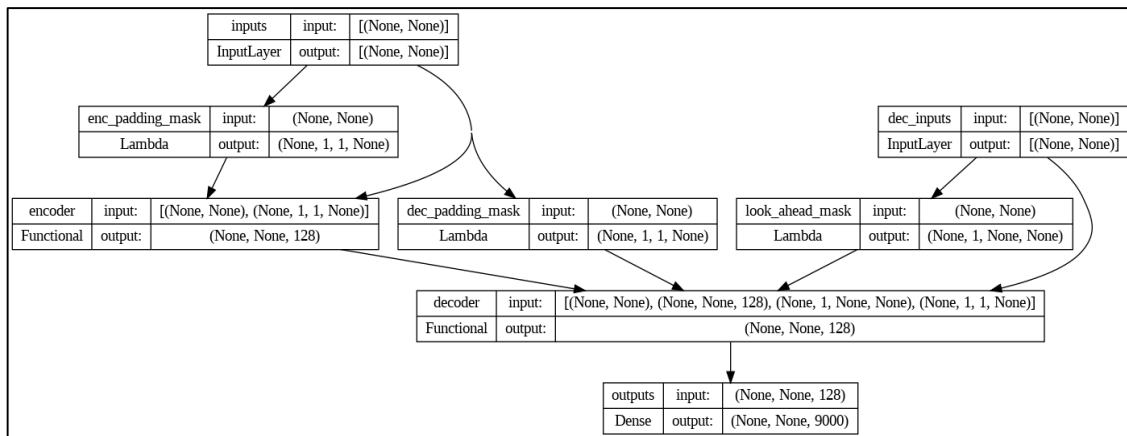 inputs input: [(None, None)]
InputLayer output: [(None, None)]
enc_padding_mask input: (None, None)
Lambda output: (None, 1, 1, None)
dec_inputs input: [(None, None)]
InputLayer output: [(None, None)]
encoder input: [(None, None), (None, 1, 1, None)]
Functional output: (None, None, 128)
dec_padding_mask input: (None, None)
Lambda output: (None, 1, 1, None)
look_ahead_mask input: (None, None)
Lambda output: (None, 1, None, None)
decoder input: [(None, None), (None, None, 128), (None, 1, None, None), (None, 1, 1, None)]
Functional output: (None, None, 128)
outputs input: (None, None, 128)
Dense output: (None, None, 9000)